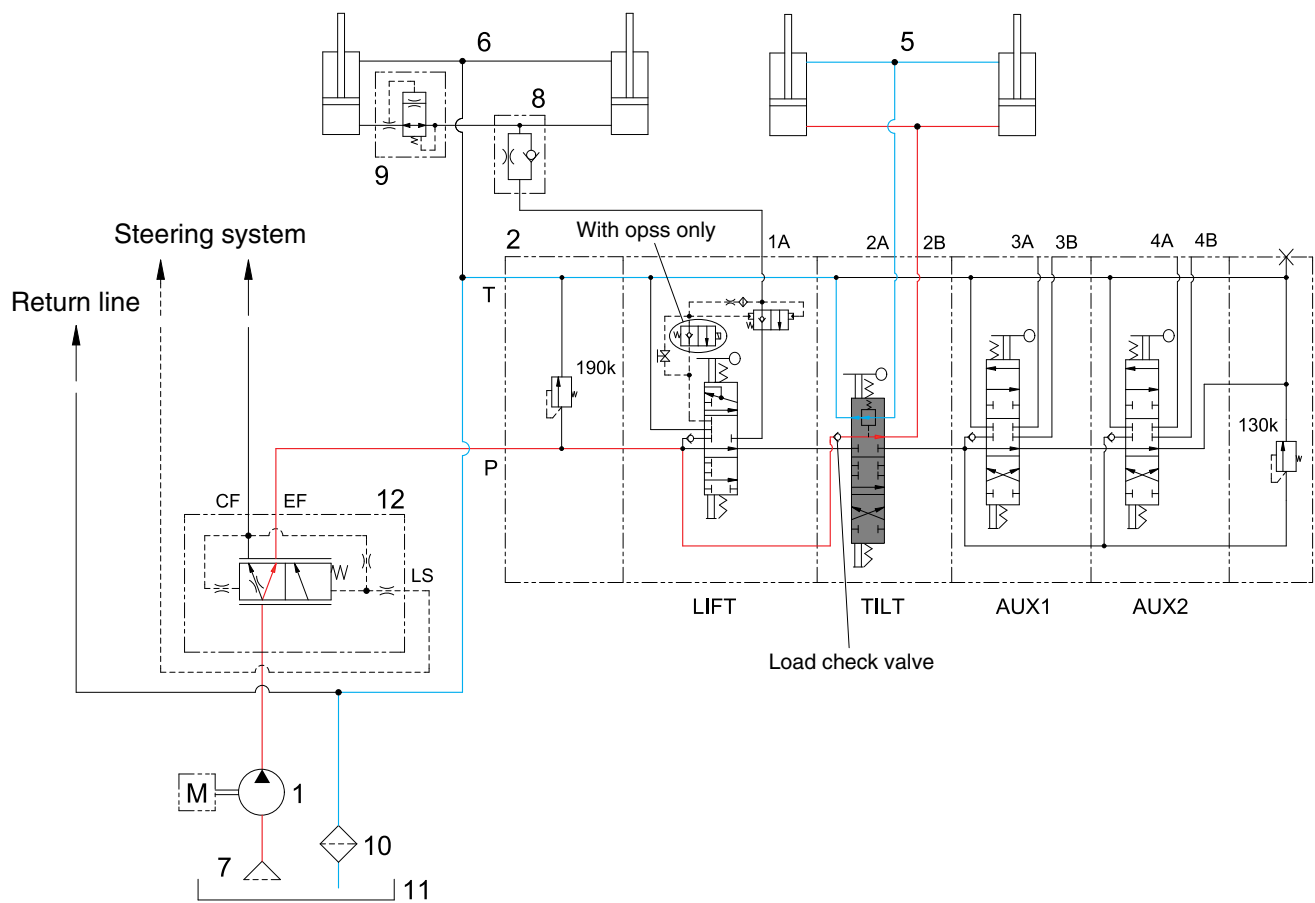 6
5
8
9
Steering system
With opss only
2
1A
2A
2B
3A
3B
4A
4B
Return line
T
190k
130k
P
CF
EF
12
LS
LIFT
TILT
AUX1
AUX2
Load check valve
M
1
10
7
11